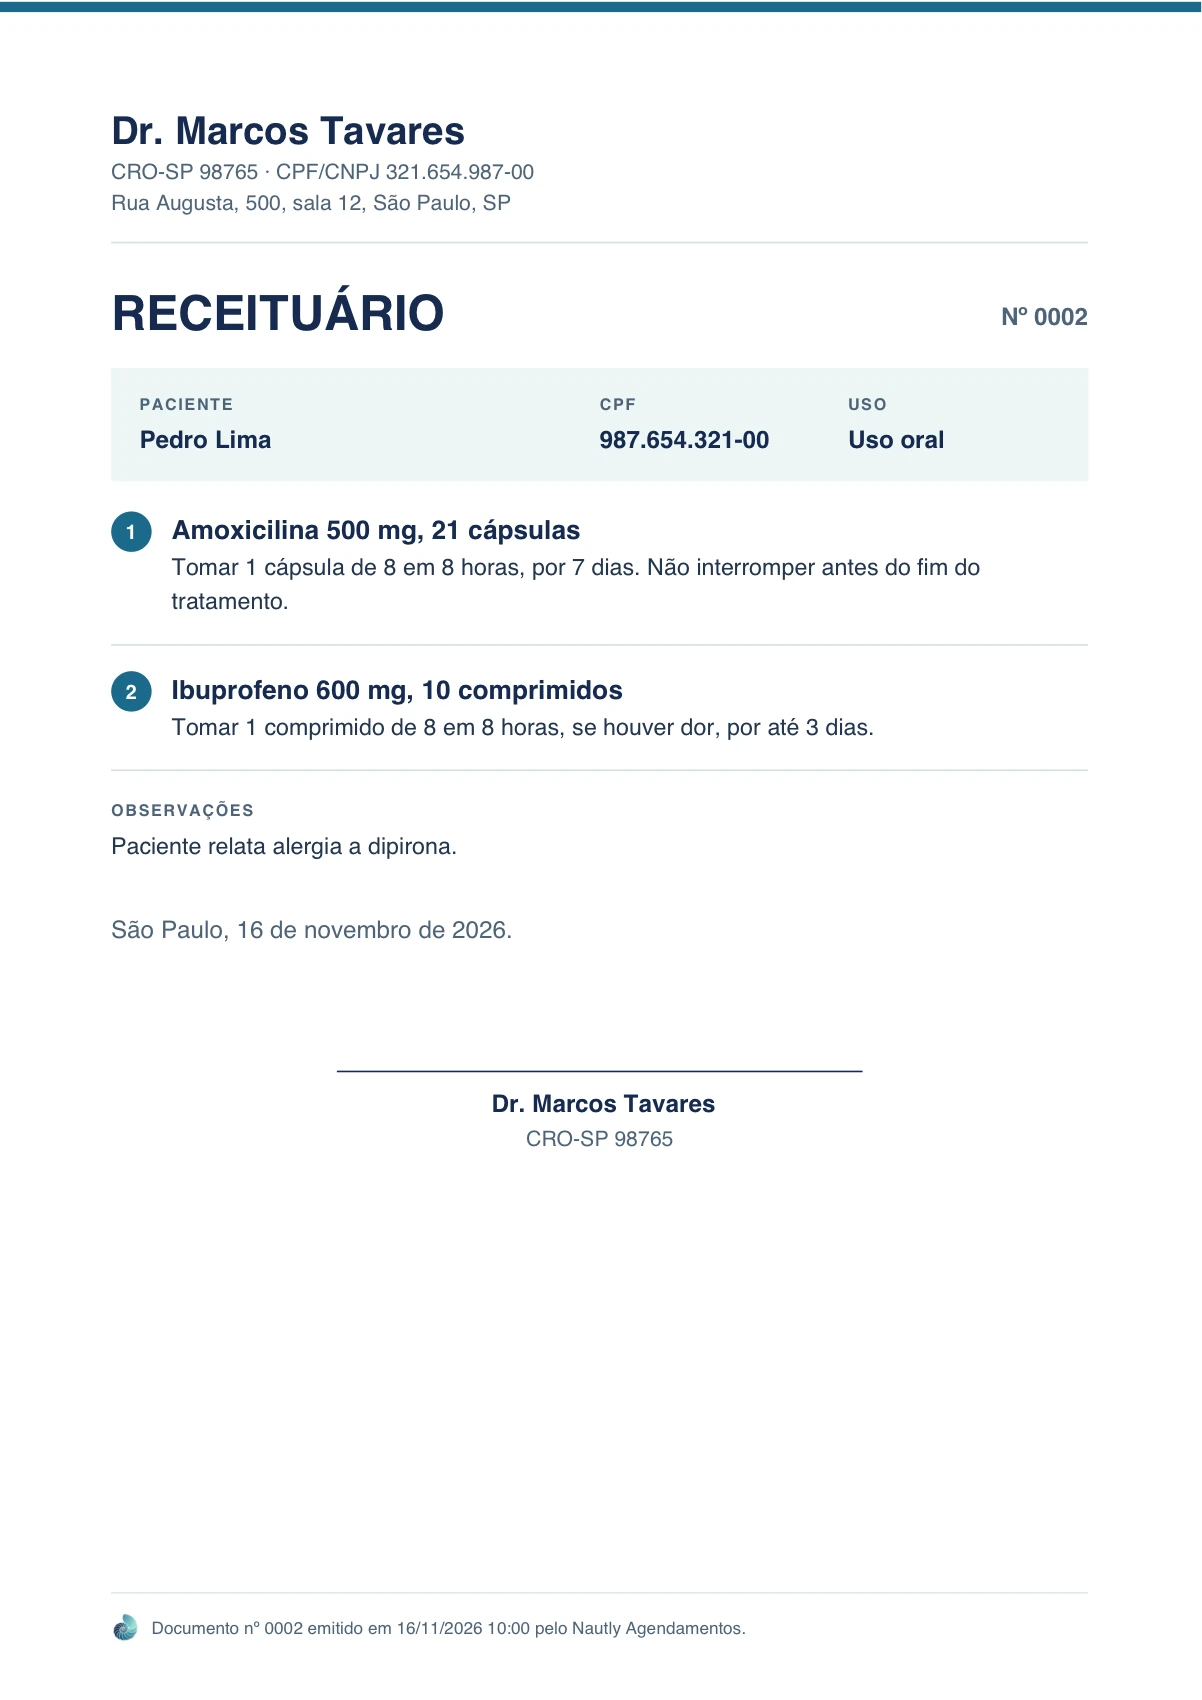 Dr. Marcos Tavares
CRO-SP 98765 · CPF/CNPJ 321.654.987-00
Rua Augusta, 500, sala 12, São Paulo, SP
RECEITUÁRIO
Nº 0002
PACIENTE
CPF
USO
Pedro Lima
987.654.321-00
Uso oral
1
Amoxicilina 500 mg, 21 cápsulas
Tomar 1 cápsula de 8 em 8 horas, por 7 dias. Não interromper antes do fim do
tratamento.
2
Ibuprofeno 600 mg, 10 comprimidos
Tomar 1 comprimido de 8 em 8 horas, se houver dor, por até 3 dias.
OBSERVAÇÕES
Paciente relata alergia a dipirona.
São Paulo, 16 de novembro de 2026.
Dr. Marcos Tavares
CRO-SP 98765
Documento nº 0002 emitido em 16/11/2026 10:00 pelo Nautly Agendamentos.